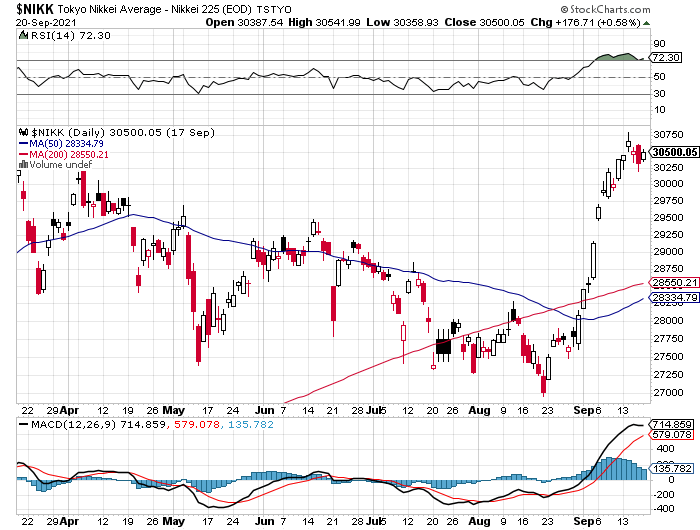 $NIKK Tokyo Nikkei Average - Nikkei 225 (EOD) TSTYO © StockCharts.com
20-Sep-2021 Open 30387.54 High 30541.99 Low 30358.93 Close 30500.05 Chg +176.71 (+0.58%)
RSI(14) 72.30
90
72.30
50
30
10
$NIKK (Daily) 30500.05 (17 Sep)
MA(50) 28334.79
MA(200) 28550.21
Volume undef
30750
30500.05
30250
30000
29750
29500
29250
29000
28750
28550.21
28334.79
28000
27750
27500
27250
27000
22 Apr 12 19 26 May 17 24 Jun 7 14 21 28 Jul 5 12 20 26 Aug 9 16 23 Sep 6 13
MACD(12,26,9) 714.859, 579.078, 135.782
714.859
579.078
400
135.782
0
-200
-400
22 Apr 12 19 26 May 17 24 Jun 7 14 21 28 Jul 5 12 20 26 Aug 9 16 23 Sep 6 13